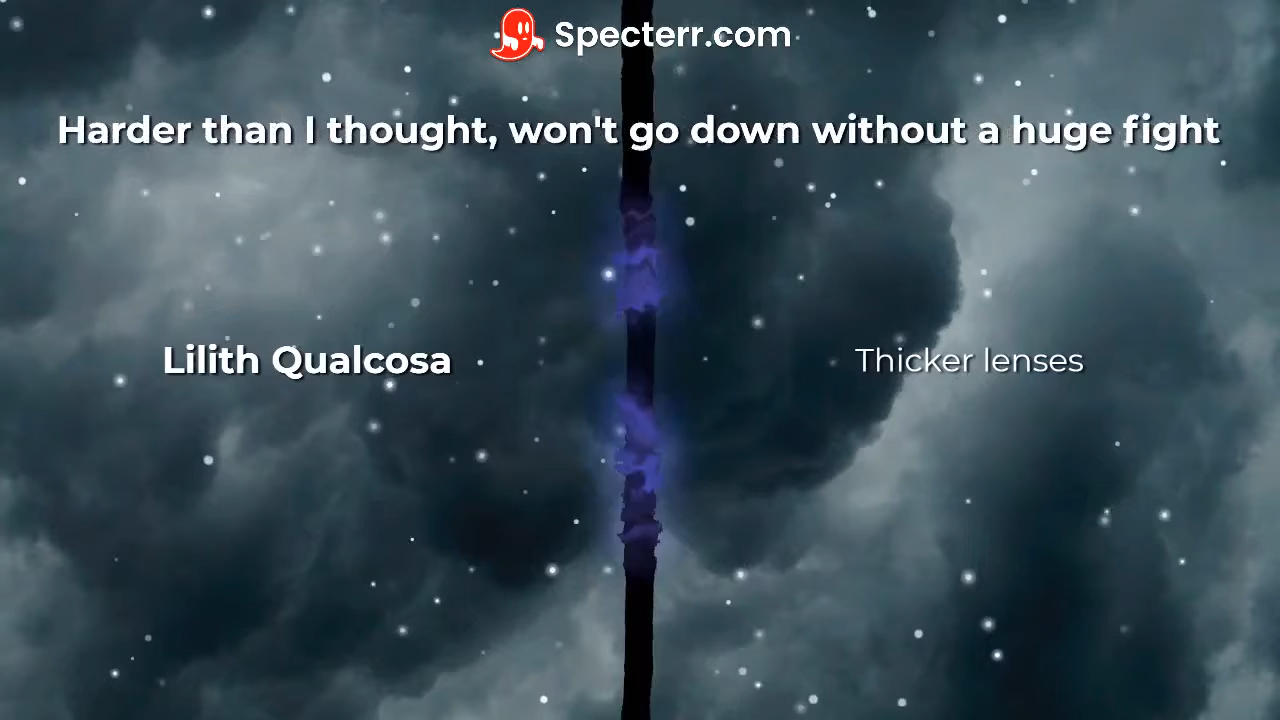 Specterr.com
Harder than I thought, won't go down without a huge fight
Lilith Qualcosa
Thicker lenses